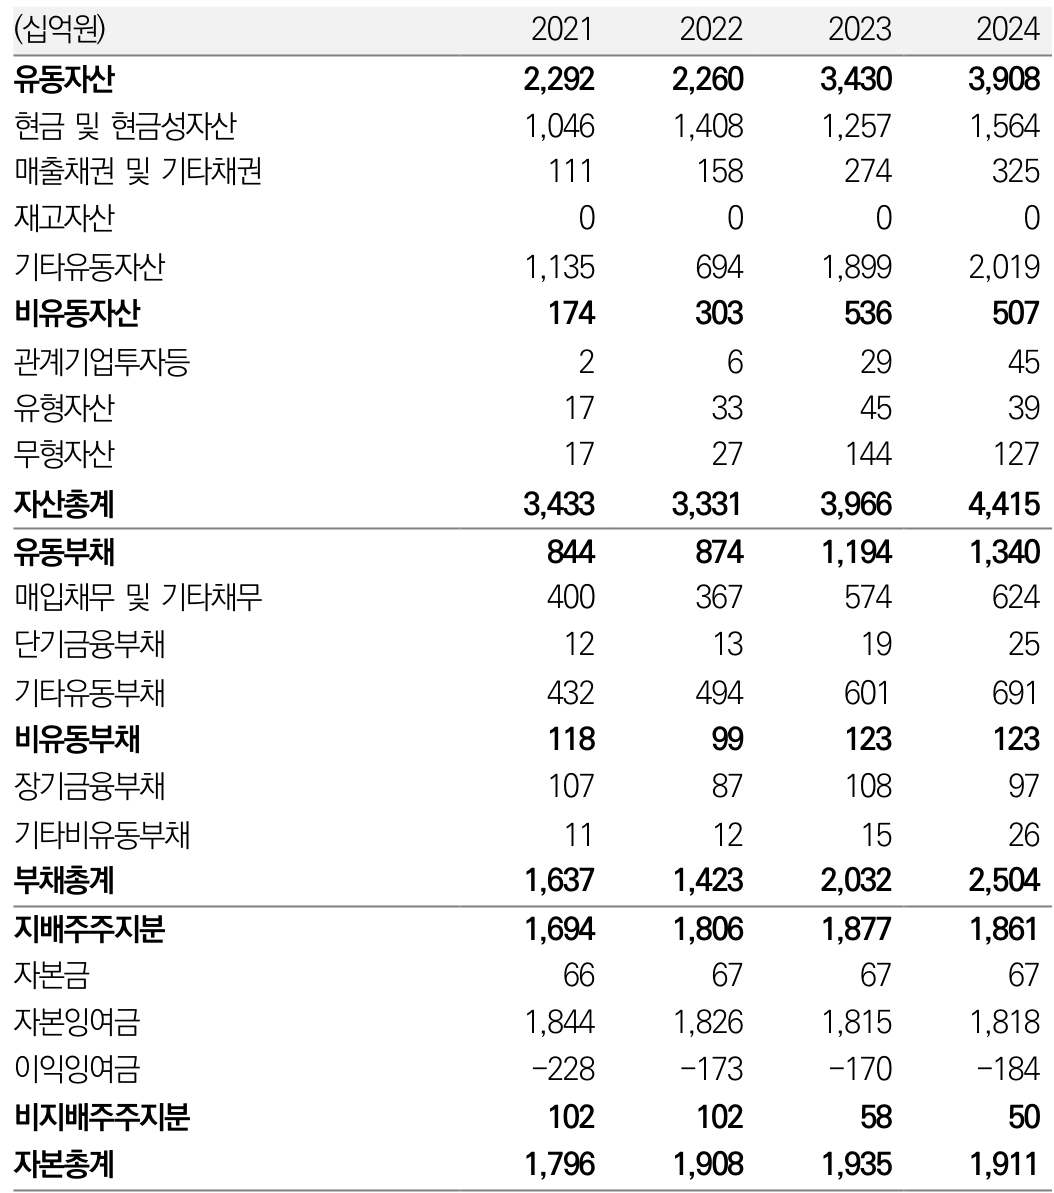 (십억원) 2021 2022 2023 2024
유동자산 2,292 2,260 3,430 3,908
현금 및 현금성자산 1,046 1,408 1,257 1,564
매출채권 및 기타채권 111 158 274 325
재고자산 0 0 0 0
기타유동자산 1,135 694 1,899 2,019
비유동자산 174 303 536 507
관계기업투자등 2 6 29 45
유형자산 17 33 45 39
무형자산 17 27 144 127
자산총계 3,433 3,331 3,966 4,415
유동부채 844 874 1,194 1,340
매입채무 및 기타채무 400 367 574 624
단기금융부채 12 13 19 25
기타유동부채 432 494 601 691
비유동부채 118 99 123 123
장기금융부채 107 87 108 97
기타비유동부채 11 12 15 26
부채총계 1,637 1,423 2,032 2,504
지배주주지분 1,694 1,806 1,877 1,861
자본금 66 67 67 67
자본잉여금 1,844 1,826 1,815 1,818
이익잉여금 -228 -173 -170 -184
비지배주주지분 102 102 58 50
자본총계 1,796 1,908 1,935 1,911